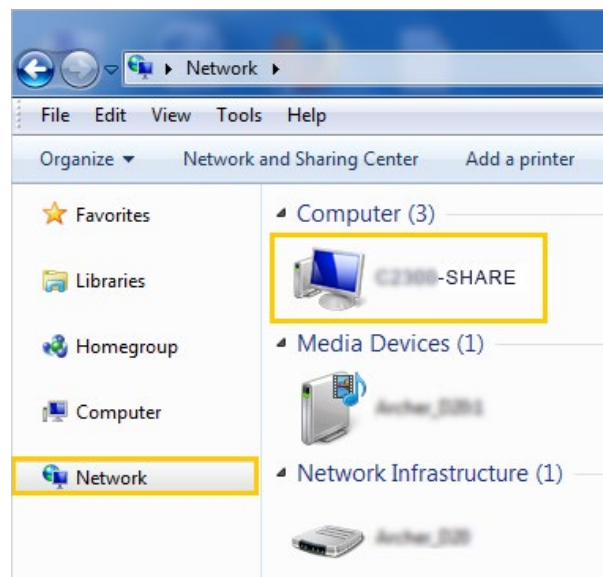 Network
File Edit View Tools Help
Organize Network and Sharing Center Add a printer
Favorites
Libraries
Homegroup
Computer
Network
Computer (3)
-SHARE
Media Devices (1)
Network Infrastructure (1)